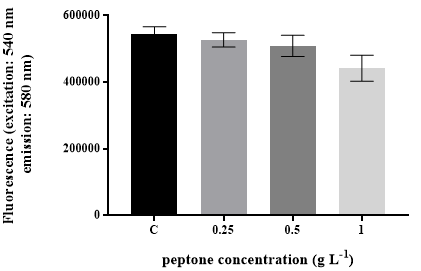 Fluorescence (excitation: 540 nm
emission: 580 nm)
600000
400000
200000
0
C 0.25 0.5 1
peptone concentration (g L⁻¹)